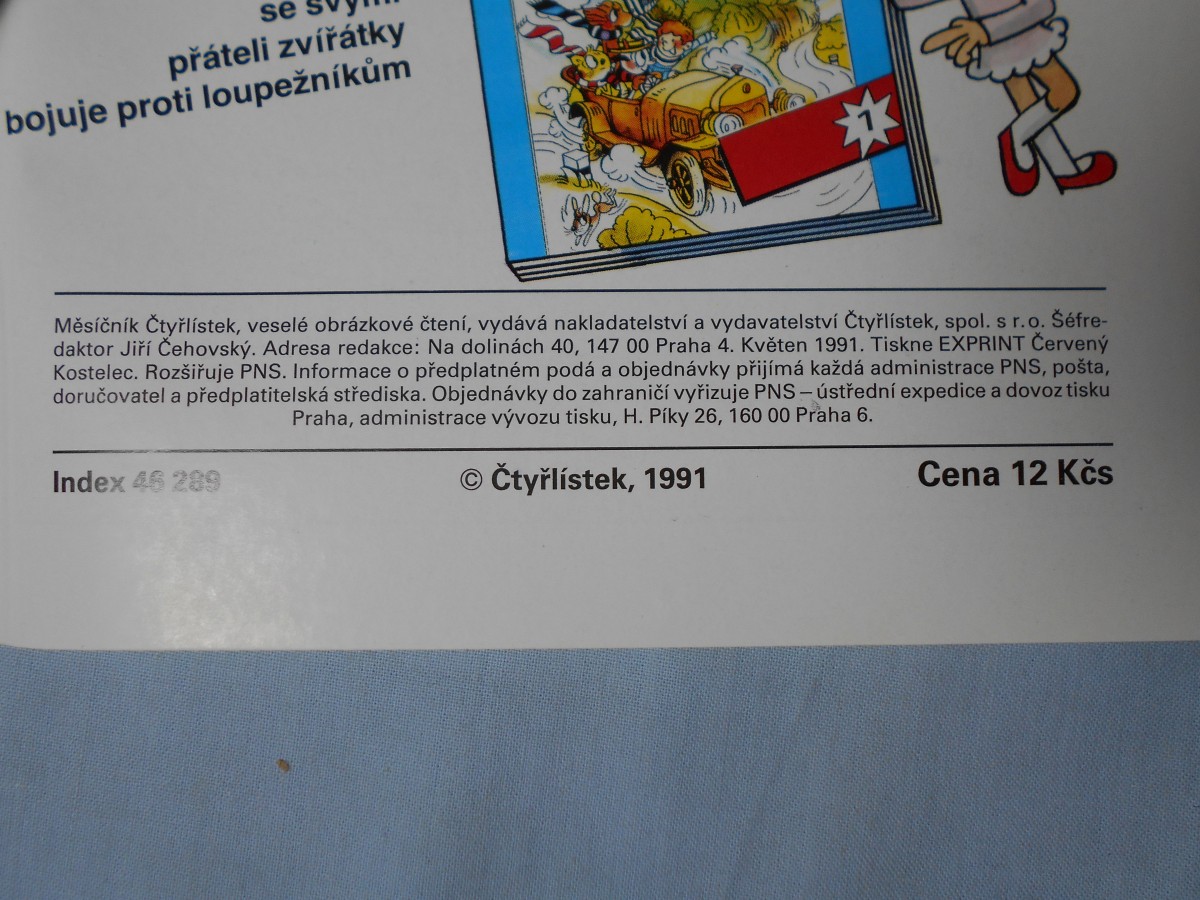 se svými
přáteli zvířátky
bojuje proti loupežníkům
1
Měsíčník Čtyřlístek, veselé obrázkové čtení, vydává nakladatelství a vydavatelství Čtyřlístek, spol. s r. o. Šéfre-
daktor Jiří Čehovský. Adresa redakce: Na dolinách 40, 147 00 Praha 4. Květen 1991. Tiskne EXPRINT Červený
Kostelec. Rozšiřuje PNS. Informace o předplatném podá a objednávky přijímá každá administrace PNS, pošta,
doručovatel a předplatitelská střediska. Objednávky do zahraničí vyřizuje PNS – ústřední expedice a dovoz tisku
Praha, administrace vývozu tisku, H. Píky 26, 160 00 Praha 6.
Index 46 289
© Čtyřlístek, 1991
Cena 12 Kčs